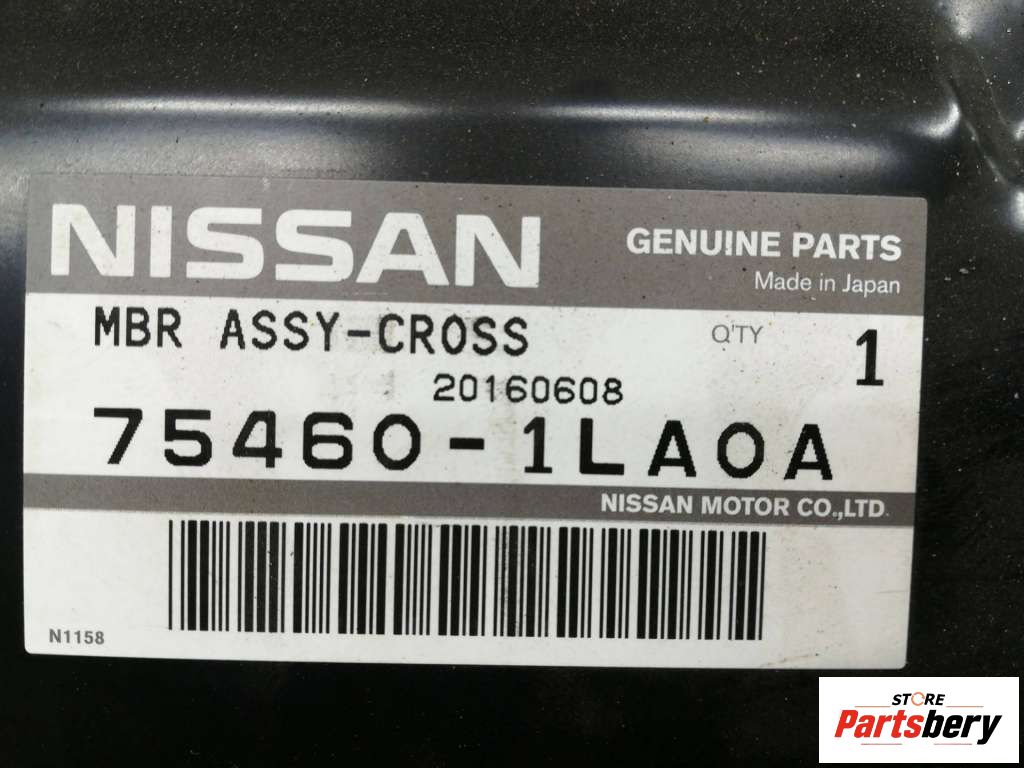 NISSAN
GENUINE PARTS
Made in Japan
MBR ASSY-CROSS
Q'TY 1
20160608
75460-1LA0A
NISSAN MOTOR CO.,LTD.
N1158
STORE
Partsbery